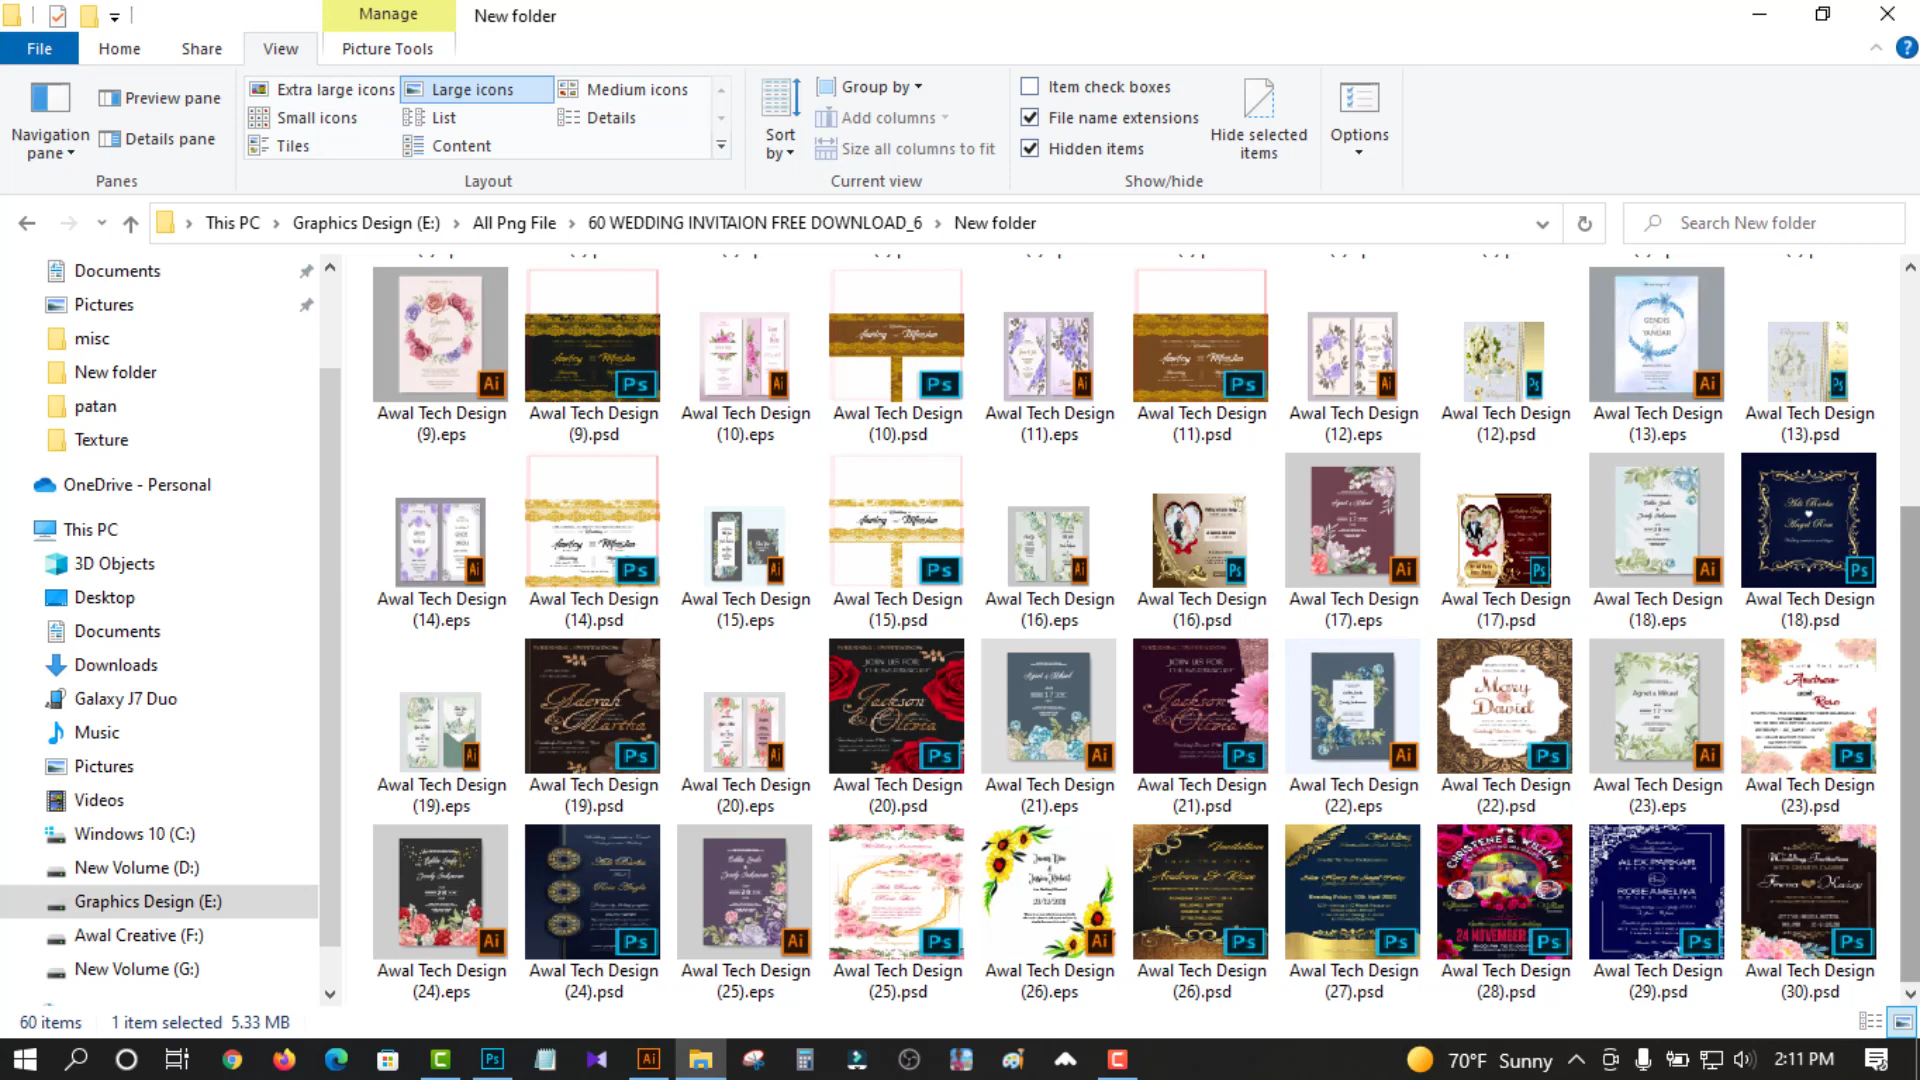 Manage
New folder
File
Home
Share
View
Picture Tools
Navigation pane
Preview pane
Details pane
Panes
Extra large icons
Large icons
Medium icons
Small icons
List
Details
Tiles
Content
Layout
Sort by
Group by
Add columns
Size all columns to fit
Current view
Item check boxes
File name extensions
Hidden items
Hide selected items
Show/hide
Options
This PC > Graphics Design (E:) > All Png File > 60 WEDDING INVITAION FREE DOWNLOAD_6 > New folder
Search New folder
Documents
Pictures
misc
New folder
patan
Texture
OneDrive - Personal
This PC
3D Objects
Desktop
Documents
Downloads
Galaxy J7 Duo
Music
Pictures
Videos
Windows 10 (C:)
New Volume (D:)
Graphics Design (E:)
Awal Creative (F:)
New Volume (G:)
Awal Tech Design (9).eps
Awal Tech Design (9).psd
Awal Tech Design (10).eps
Awal Tech Design (10).psd
Awal Tech Design (11).eps
Awal Tech Design (11).psd
Awal Tech Design (12).eps
Awal Tech Design (12).psd
Awal Tech Design (13).eps
Awal Tech Design (13).psd
Awal Tech Design (14).eps
Awal Tech Design (14).psd
Awal Tech Design (15).eps
Awal Tech Design (15).psd
Awal Tech Design (16).eps
Awal Tech Design (16).psd
Awal Tech Design (17).eps
Awal Tech Design (17).psd
Awal Tech Design (18).eps
Awal Tech Design (18).psd
Awal Tech Design (19).eps
Awal Tech Design (19).psd
Awal Tech Design (20).eps
Awal Tech Design (20).psd
Awal Tech Design (21).eps
Awal Tech Design (21).psd
Awal Tech Design (22).eps
Awal Tech Design (22).psd
Awal Tech Design (23).eps
Awal Tech Design (23).psd
Awal Tech Design (24).eps
Awal Tech Design (24).psd
Awal Tech Design (25).eps
Awal Tech Design (25).psd
Awal Tech Design (26).eps
Awal Tech Design (26).psd
Awal Tech Design (27).psd
Awal Tech Design (28).psd
Awal Tech Design (29).psd
Awal Tech Design (30).psd
60 items
1 item selected 5.33 MB
70°F Sunny
2:11 PM